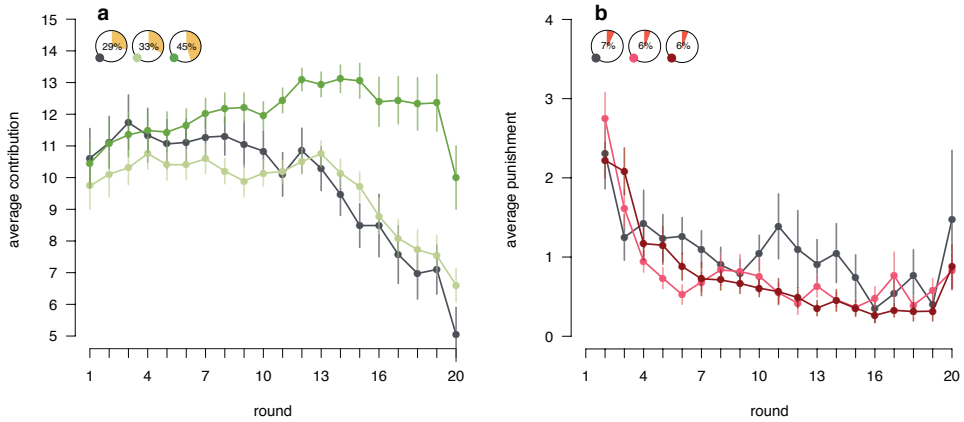 a
29% 33% 45%
15
14
13
12
11
10
9
8
7
6
5
average contribution
1 4 7 10 13 16 20
round
b
7% 6% 6%
4
3
2
1
0
average punishment
1 4 7 10 13 16 20
round